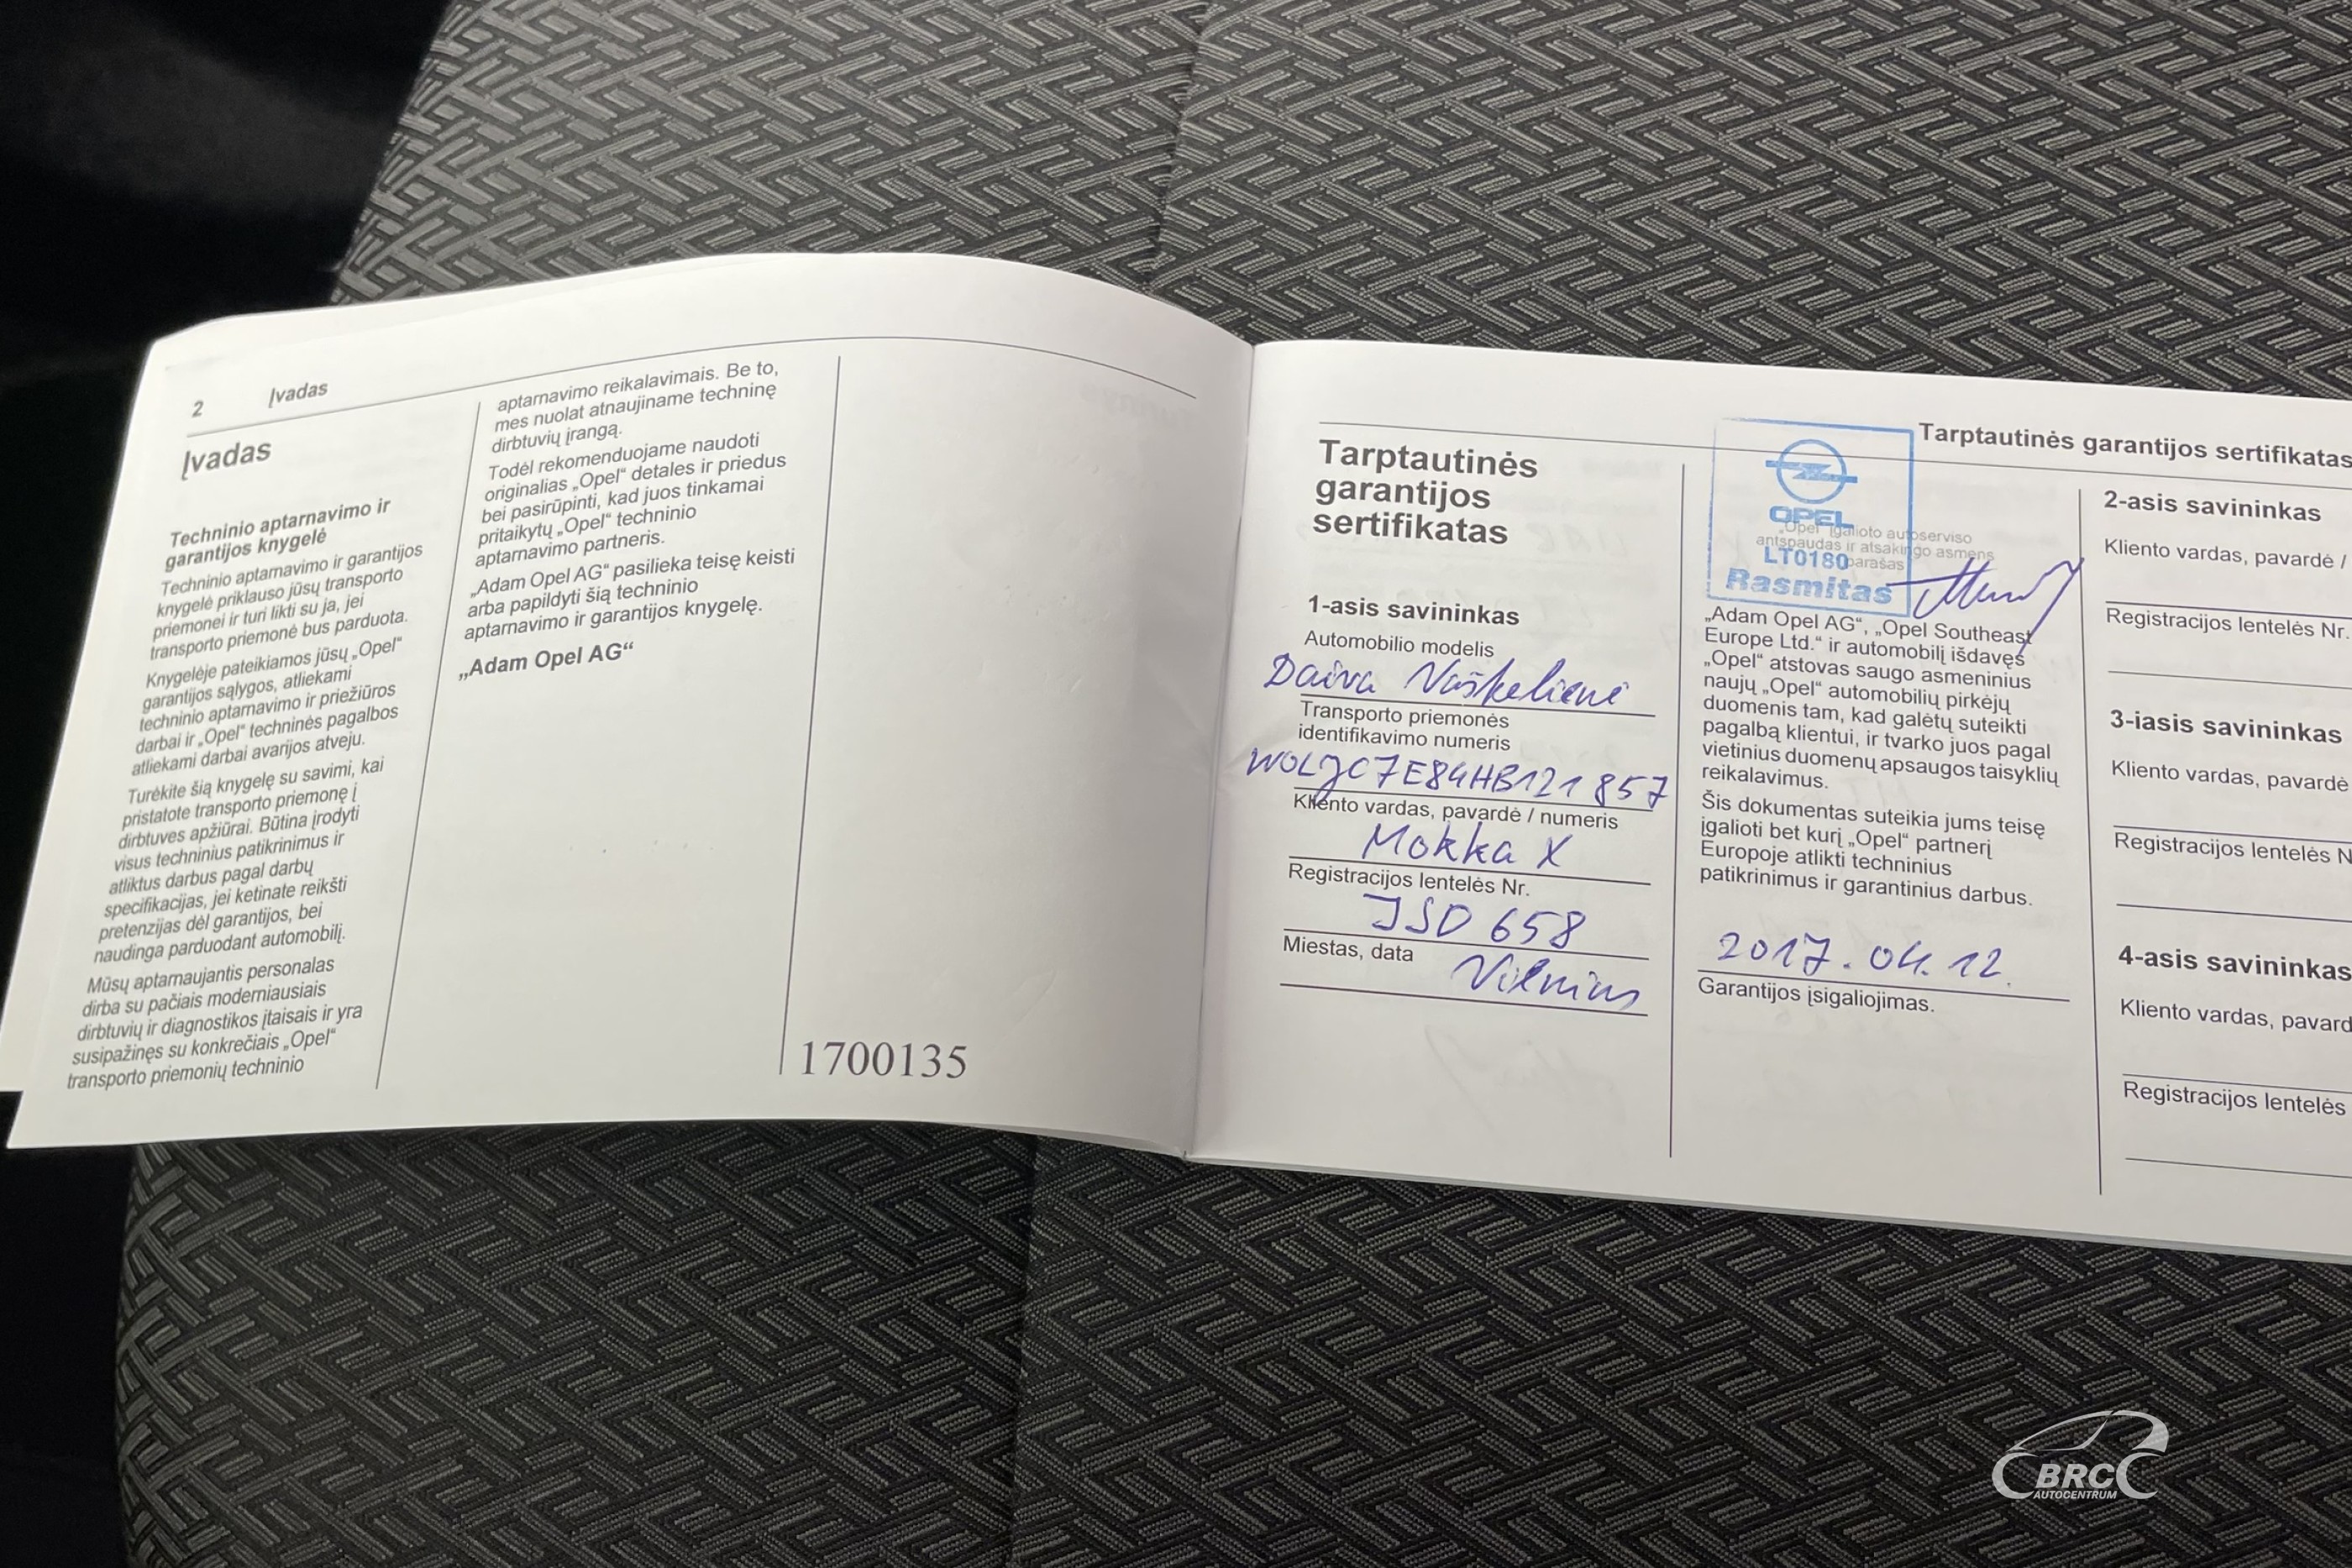 2 Įvadas
Įvadas
Techninio aptarnavimo ir
garantijos knygelė
Techninio aptarnavimo ir garantijos
knygelė priklauso jūsų transporto
priemonei ir turi likti su ja, jei
transporto priemonė bus parduota.
Knygelėje pateikiamos jūsų „Opel“
garantijos sąlygos, atliekami
techninio aptarnavimo ir priežiūros
darbai ir „Opel“ techninės pagalbos
atliekami darbai avarijos atveju.
Turėkite šią knygelę su savimi, kai
pristatote transporto priemonę į
dirbtuves apžiūrai. Būtina įrodyti
visus techninius patikrinimus ir
atliktus darbus pagal darbų
specifikacijas, jei ketinate reikšti
pretenzijas dėl garantijos, bei
naudinga parduodant automobilį.
Mūsų aptarnaujantis personalas
dirba su pačiais moderniausiais
dirbtuvių ir diagnostikos įtaisais ir yra
susipažinęs su konkrečiais „Opel“
transporto priemonių techninio
aptarnavimo reikalavimais. Be to,
mes nuolat atnaujiname techninę
dirbtuvių įrangą.
Todėl rekomenduojame naudoti
originalias „Opel“ detales ir priedus
bei pasirūpinti, kad juos tinkamai
pritaikytų „Opel“ techninio
aptarnavimo partneris.
„Adam Opel AG“ pasilieka teisę keisti
arba papildyti šią techninio
aptarnavimo ir garantijos knygelę.
„Adam Opel AG“
1700135
Tarptautinės garantijos sertifikatas
Tarptautinės
garantijos
sertifikatas
1-asis savininkas
Automobilio modelis
Daiva Vaškelienė
Transporto priemonės
identifikavimo numeris
WOLJC7E84HB121857
Kliento vardas, pavardė / numeris
Mokka X
Registracijos lentelės Nr.
JSD 658
Miestas, data
Vilnius
OPEL
„Opel“ įgalioto autoserviso
antspaudas ir atsakingo asmens
parašas
LT0180
Rasmitas
„Adam Opel AG“, „Opel Southeast
Europe Ltd.“ ir automobilį išdavęs
„Opel“ atstovas saugo asmeninius
naujų „Opel“ automobilių pirkėjų
duomenis tam, kad galėtų suteikti
pagalbą klientui, ir tvarko juos pagal
vietinius duomenų apsaugos taisyklių
reikalavimus.
Šis dokumentas suteikia jums teisę
įgalioti bet kurį „Opel“ partnerį
Europoje atlikti techninius
patikrinimus ir garantinius darbus.
2017.04.12.
Garantijos įsigaliojimas.
2-asis savininkas
Kliento vardas, pavardė /
Registracijos lentelės Nr.
3-iasis savininkas
Kliento vardas, pavardė
Registracijos lentelės N
4-asis savininkas
Kliento vardas, pavard
Registracijos lentelės
BRC
AUTOCENTRUM